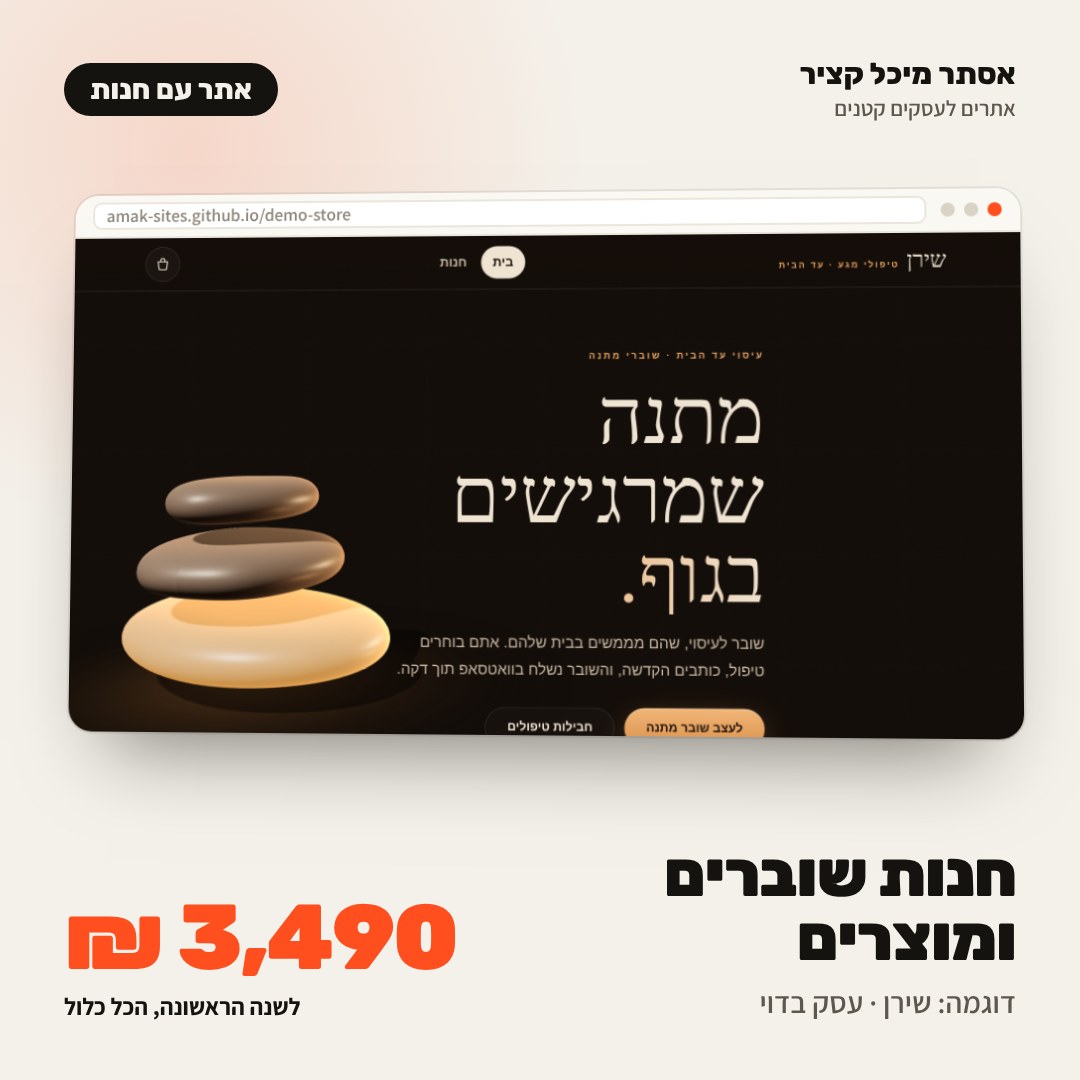 אסתר מיכל קציר
אתרים לעסקים קטנים
אתר עם חנות
amak-sites.github.io/demo-store
שירן טיפולי מגע · עד הבית
בית
חנות
עיסוי עד הבית · שוברי מתנה
מתנה
שמרגישים
בגוף.
שובר לעיסוי, שהם מממשים בבית שלהם. אתם בוחרים
טיפול, כותבים הקדשה, והשובר נשלח בוואטסאפ תוך דקה.
לעצב שובר מתנה
חבילות טיפולים
חנות שוברים
ומוצרים
דוגמה: שירן · עסק בדוי
3,490 ₪
לשנה הראשונה, הכל כלול